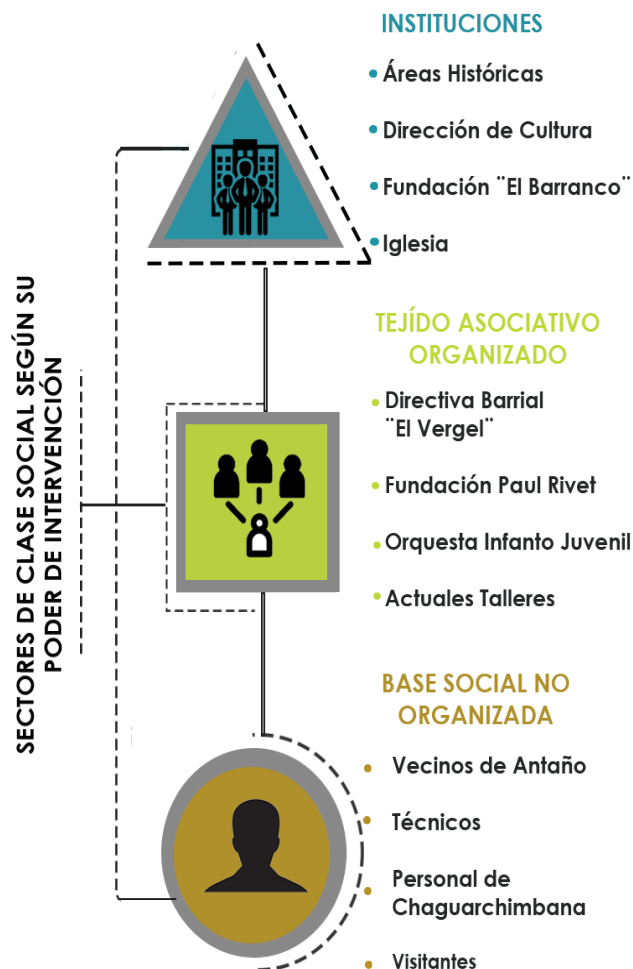 SECTORES DE CLASE SOCIAL SEGÚN SU
PODER DE INTERVENCIÓN
INSTITUCIONES
• Áreas Históricas
• Dirección de Cultura
• Fundación ¨El Barranco¨
• Iglesia
TEJÍDO ASOCIATIVO
ORGANIZADO
• Directiva Barrial
¨El Vergel¨
• Fundación Paul Rivet
• Orquesta Infanto Juvenil
• Actuales Talleres
BASE SOCIAL NO
ORGANIZADA
• Vecinos de Antaño
• Técnicos
• Personal de
Chaguarchimbana
• Visitantes